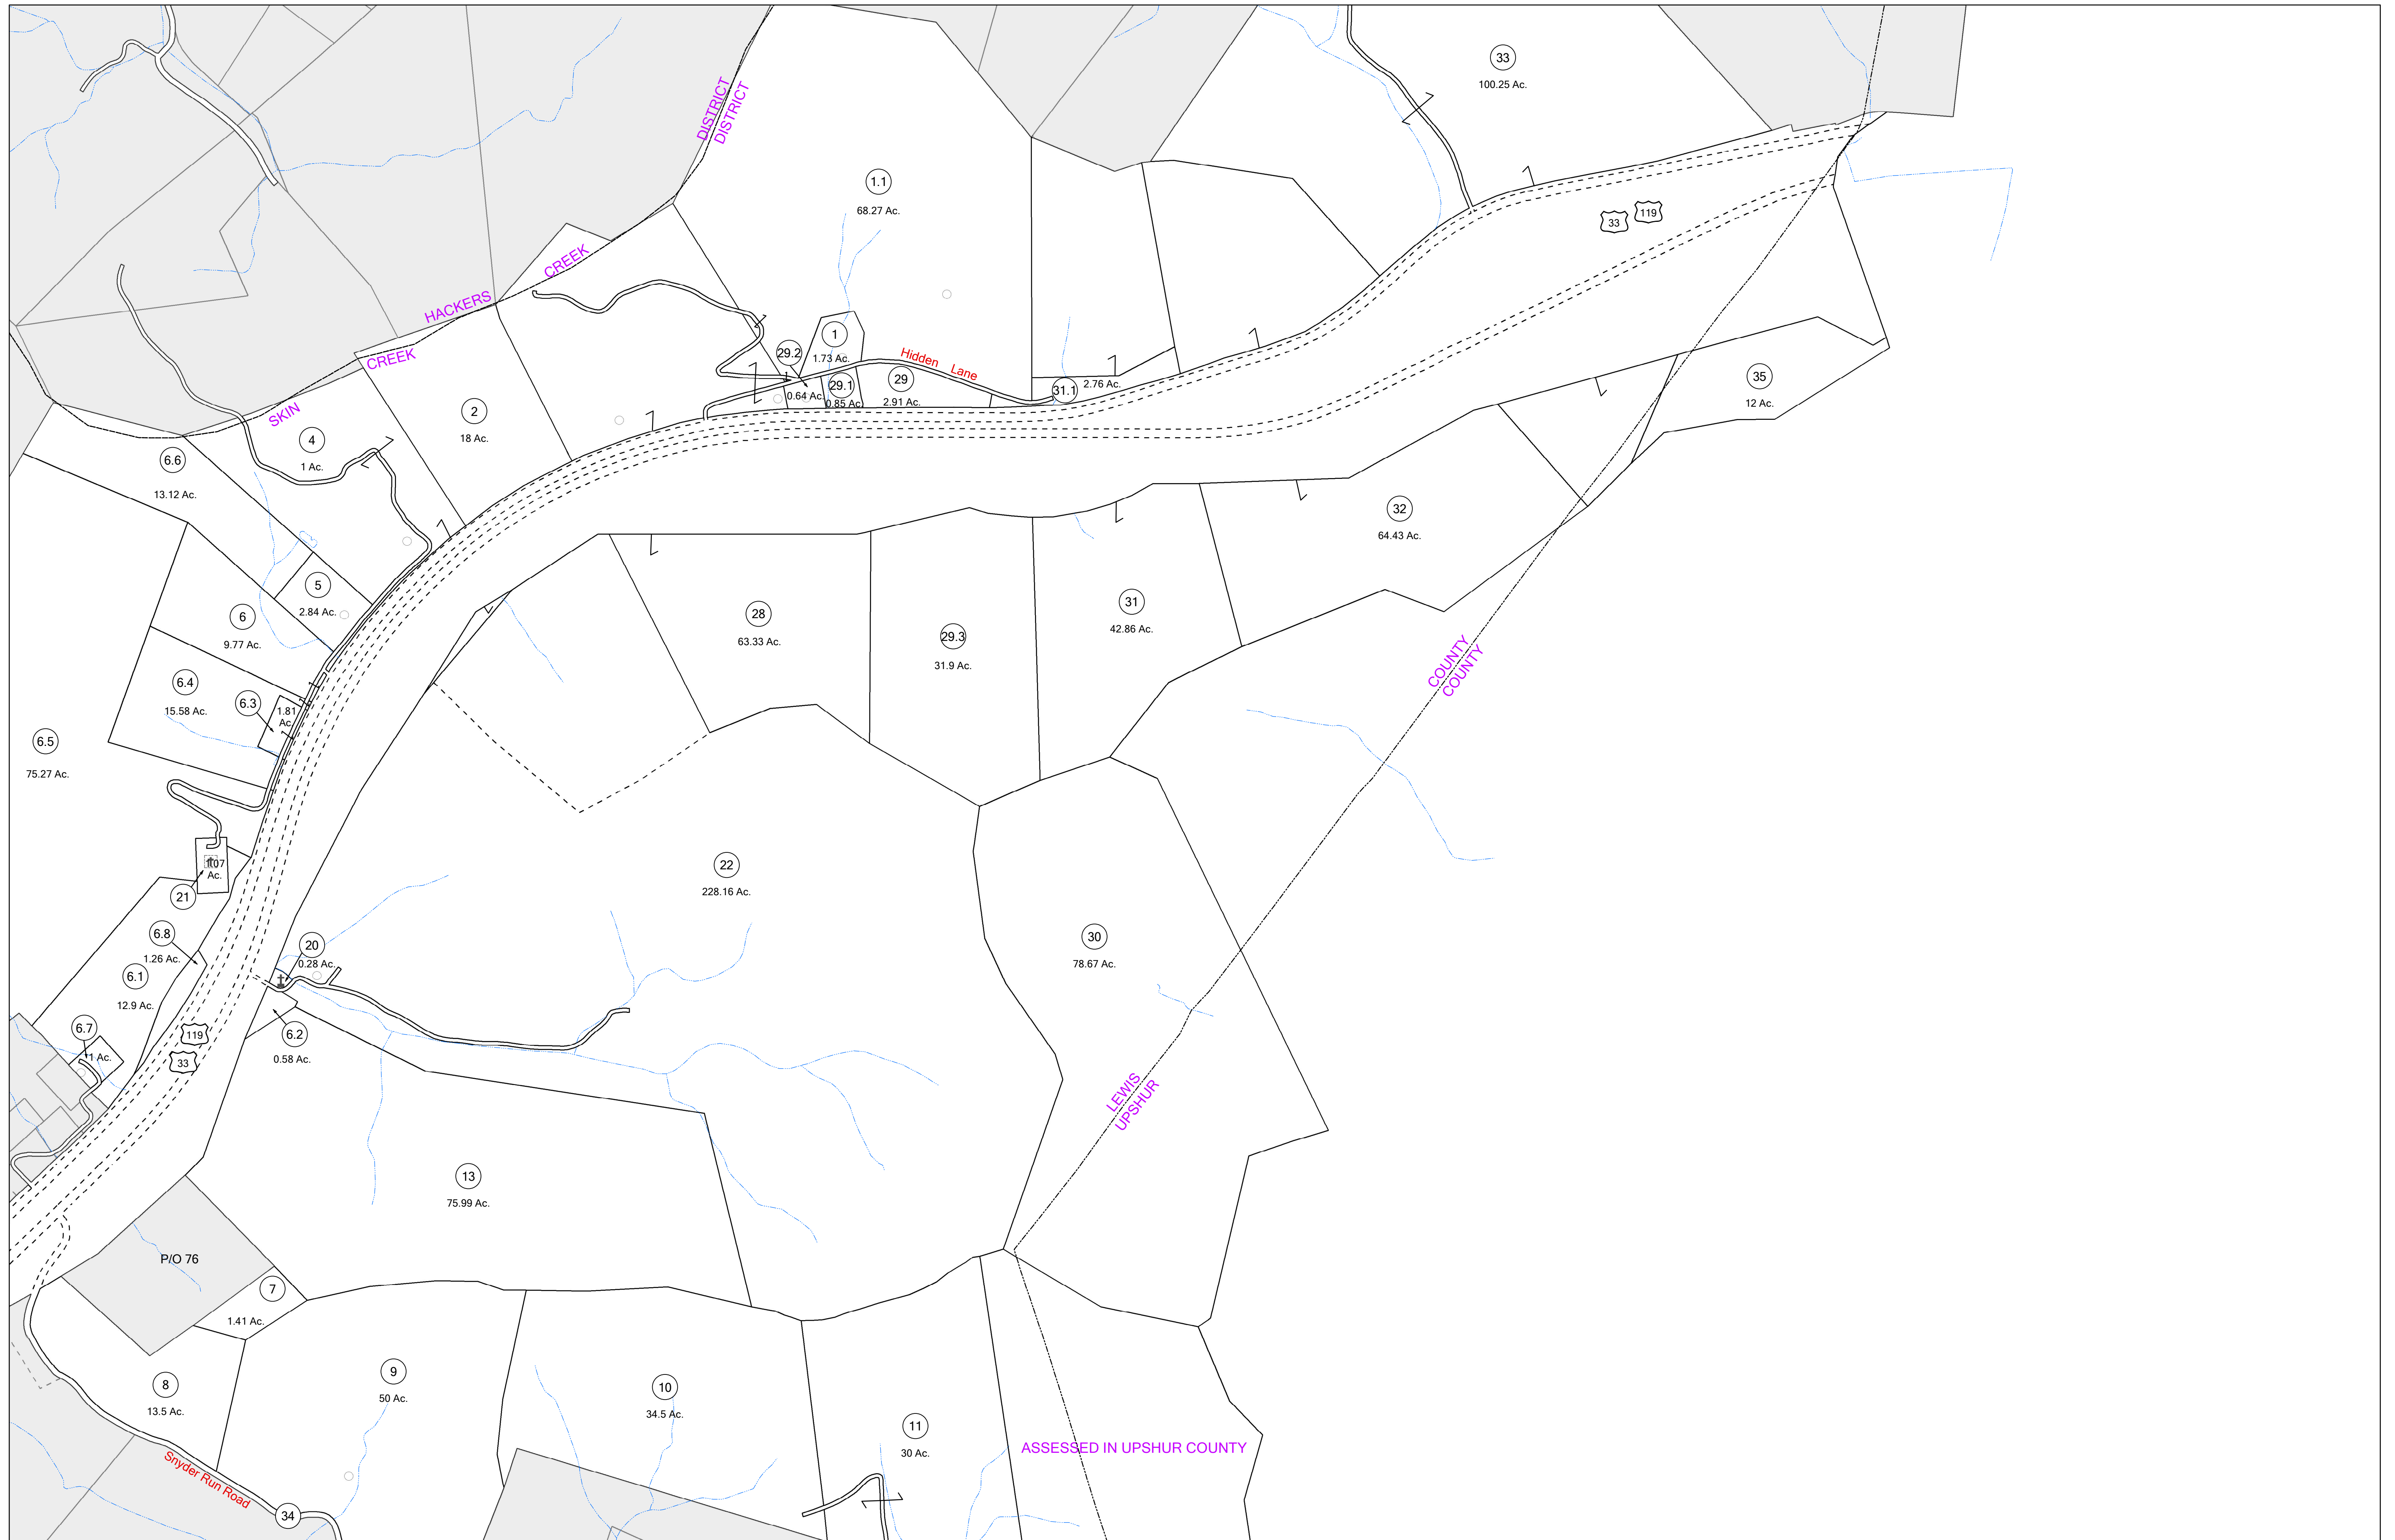 33
100.25 Ac.
DISTRICT
DISTRICT
1.1
68.27 Ac.
33
119
CREEK
HACKERS
CREEK
SKIN
29.2
1
1.73 Ac.
Hidden Lane
29.1
29
0.64 Ac.
0.85 Ac.
2.91 Ac.
31.1
2.76 Ac.
35
12 Ac.
2
18 Ac.
4
1 Ac.
6.6
13.12 Ac.
32
64.43 Ac.
5
2.84 Ac.
6
9.77 Ac.
28
63.33 Ac.
29.3
31.9 Ac.
31
42.86 Ac.
COUNTY
COUNTY
6.4
15.58 Ac.
6.3
1.81
Ac.
6.5
75.27 Ac.
1.07
Ac.
21
22
228.16 Ac.
6.8
1.26 Ac.
20
0.28 Ac.
30
78.67 Ac.
6.1
12.9 Ac.
6.7
1 Ac.
119
33
6.2
0.58 Ac.
LEWIS
UPSHUR
13
75.99 Ac.
P/O 76
7
1.41 Ac.
8
13.5 Ac.
9
50 Ac.
10
34.5 Ac.
11
30 Ac.
ASSESSED IN UPSHUR COUNTY
Snyder Run Road
34